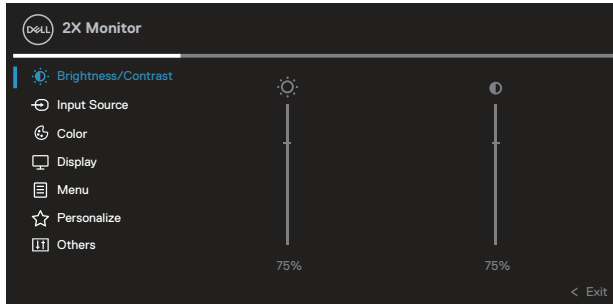 DELL 2X Monitor
Brightness/Contrast
Input Source
Color
Display
Menu
Personalize
Others
75% 75%
< Exit